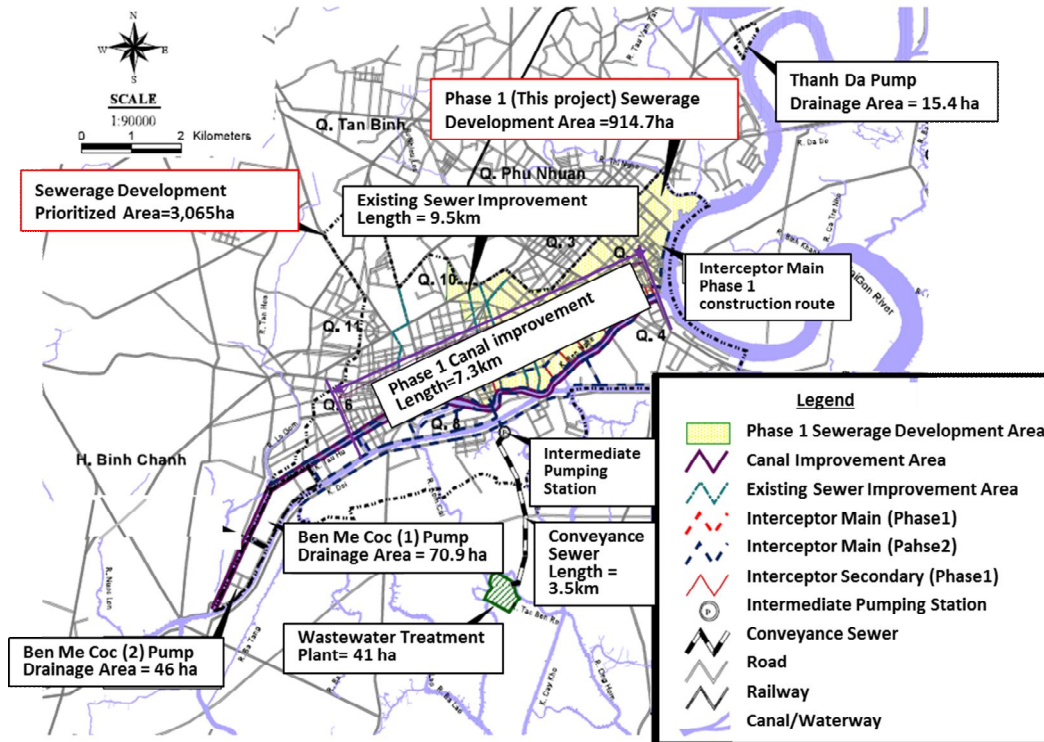 N
W
E
S
SCALE
1:90000
0 1 2 Kilometers
Thanh Da Pump
Drainage Area = 15.4 ha
Phase 1 (This project) Sewerage
Development Area =914.7ha
Q. Tan Binh
Q. Phu Nhuan
Sewerage Development
Prioritized Area=3,065ha
Existing Sewer Improvement
Length = 9.5km
Q. 3
Q. 10
Q. 11
Interceptor Main
Phase 1
construction route
Phase 1 Canal improvement
Length=7.3km
Q. 4
Q. 6
Q. 8
H. Binh Chanh
R. Lo Gom
K. Tau Hu
K. Doi
Intermediate
Pumping
Station
P
Ben Me Coc (1) Pump
Drainage Area = 70.9 ha
Conveyance
Sewer
Length =
3.5km
Wastewater Treatment
Plant= 41 ha
Ben Me Coc (2) Pump
Drainage Area = 46 ha
Legend
Phase 1 Sewerage Development Area
Canal Improvement Area
Existing Sewer Improvement Area
Interceptor Main (Phase1)
Interceptor Main (Pahse2)
Interceptor Secondary (Phase1)
P
Intermediate Pumping Station
Conveyance Sewer
Road
Railway
Canal/Waterway